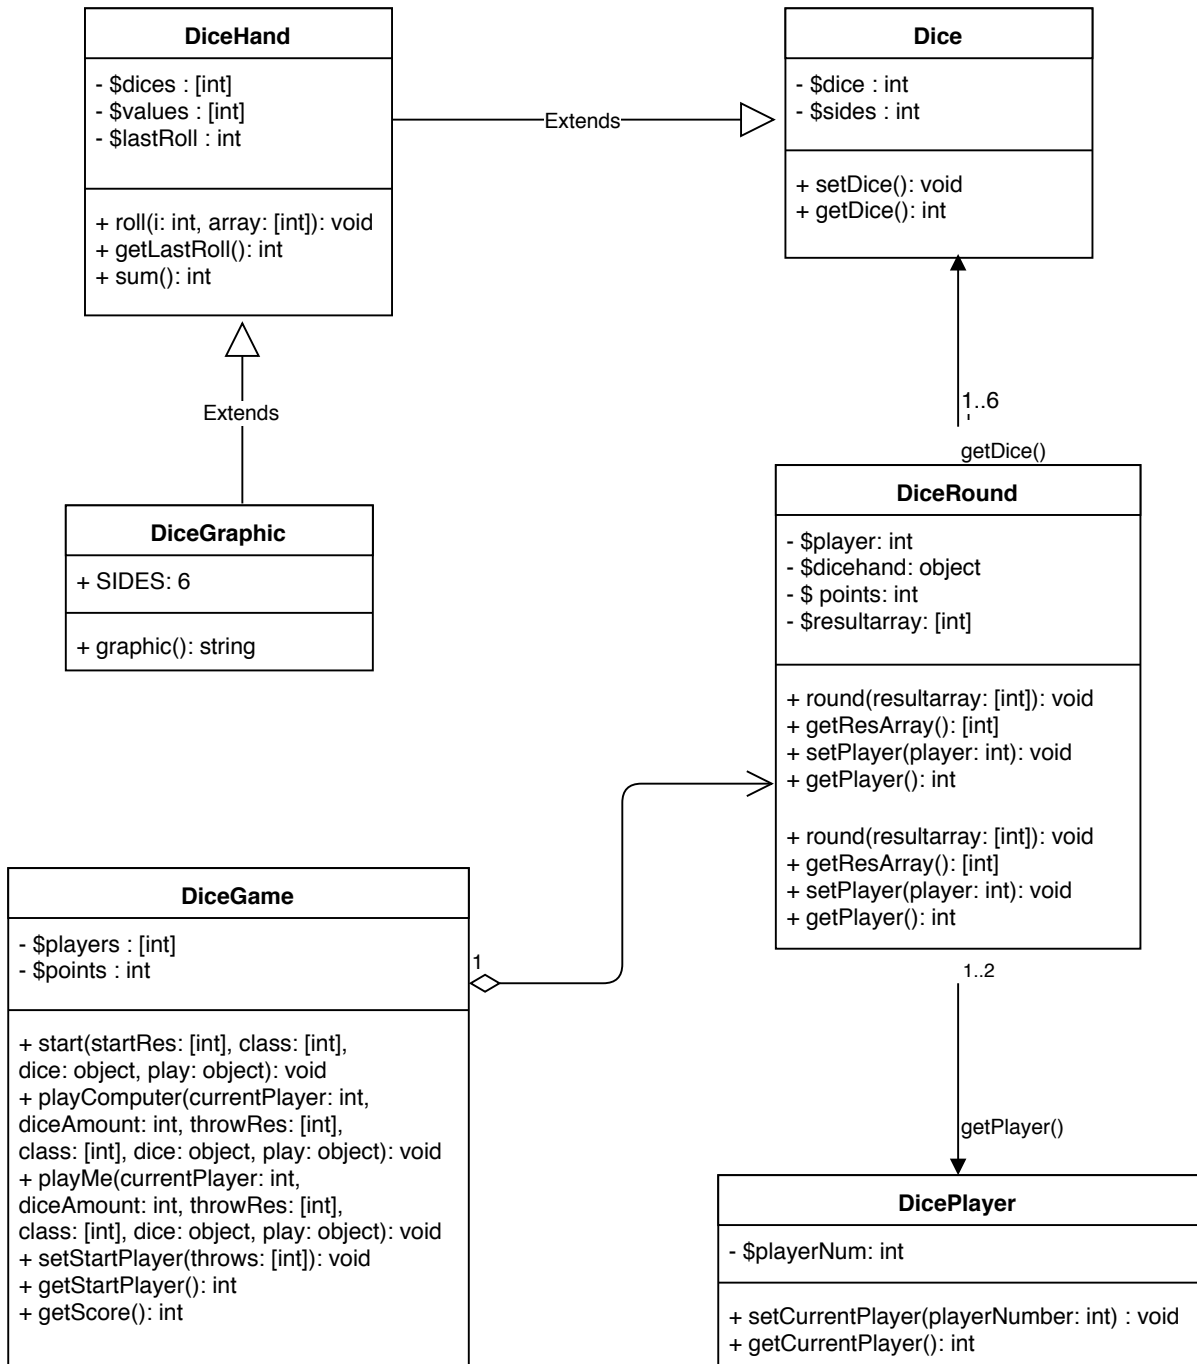 DiceHand
- $dices : [int]
- $values : [int]
- $lastRoll : int
+ roll(i: int, array: [int]): void
+ getLastRoll(): int
+ sum(): int
Extends
Dice
- $dice : int
- $sides : int
+ setDice(): void
+ getDice(): int
Extends
1..6
getDice()
DiceGraphic
+ SIDES: 6
+ graphic(): string
DiceRound
- $player: int
- $dicehand: object
- $ points: int
- $resultarray: [int]
+ round(resultarray: [int]): void
+ getResArray(): [int]
+ setPlayer(player: int): void
+ getPlayer(): int
+ round(resultarray: [int]): void
+ getResArray(): [int]
+ setPlayer(player: int): void
+ getPlayer(): int
DiceGame
- $players : [int]
- $points : int
+ start(startRes: [int], class: [int],
dice: object, play: object): void
+ playComputer(currentPlayer: int,
diceAmount: int, throwRes: [int],
class: [int], dice: object, play: object): void
+ playMe(currentPlayer: int,
diceAmount: int, throwRes: [int],
class: [int], dice: object, play: object): void
+ setStartPlayer(throws: [int]): void
+ getStartPlayer(): int
+ getScore(): int
1
1..2
getPlayer()
DicePlayer
- $playerNum: int
+ setCurrentPlayer(playerNumber: int) : void
+ getCurrentPlayer(): int